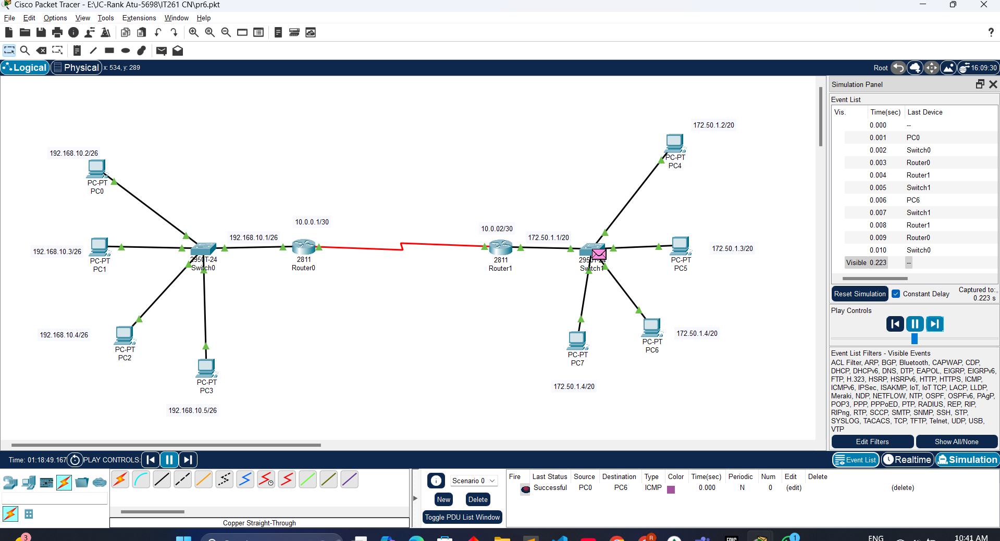 Cisco Packet Tracer - E:\JC-Rank Atu-5698\IT261 CN\pr6.pkt
File Edit Options View Tools Extensions Window Help
?
Logical Physical x: 534, y: 289
Root 16:09:30
Simulation Panel
Event List
Vis. Time(sec) Last Device
0.000 --
0.001 PC0
0.002 Switch0
0.003 Router0
0.004 Router1
0.005 Switch1
0.006 PC6
0.007 Switch1
0.008 Router1
0.009 Router0
0.010 Switch0
Visible 0.223 --
Reset Simulation Constant Delay Captured to:
0.223 s
Play Controls
Event List Filters - Visible Events
ACL Filter, ARP, BGP, Bluetooth, CAPWAP, CDP,
DHCP, DHCPv6, DNS, DTP, EAPOL, EIGRP, EIGRPv6,
FTP, H.323, HSRP, HSRPv6, HTTP, HTTPS, ICMP,
ICMPv6, IPSec, ISAKMP, IoT, IoT TCP, LACP, LLDP,
Meraki, NDP, NETFLOW, NTP, OSPF, OSPFv6, PAgP,
POP3, PPP, PPPoED, PTP, RADIUS, REP, RIP,
RIPng, RTP, SCCP, SMTP, SNMP, SSH, STP,
SYSLOG, TACACS, TCP, TFTP, Telnet, UDP, USB,
VTP
Edit Filters Show All/None
172.50.1.2/20
PC-PT
PC4
192.168.10.2/26
PC-PT
PC0
10.0.0.1/30
10.0.02/30
192.168.10.1/26
172.50.1.1/20
192.168.10.3/26
PC-PT
PC1
2950T-24
Switch0
2811
Router0
2811
Router1
2950T-24
Switch1
PC-PT
PC5
172.50.1.3/20
192.168.10.4/26
PC-PT
PC2
PC-PT
PC3
192.168.10.5/26
PC-PT
PC6
172.50.1.4/20
PC-PT
PC7
172.50.1.4/20
Time: 01:18:49.167 PLAY CONTROLS:
Event List Realtime Simulation
Copper Straight-Through
Scenario 0
New Delete
Toggle PDU List Window
Fire Last Status Source Destination Type Color Time(sec) Periodic Num Edit Delete
Successful PC0 PC6 ICMP 0.000 N 0 (edit) (delete)
3
R
EPIC
1
ENG
10:41 AM